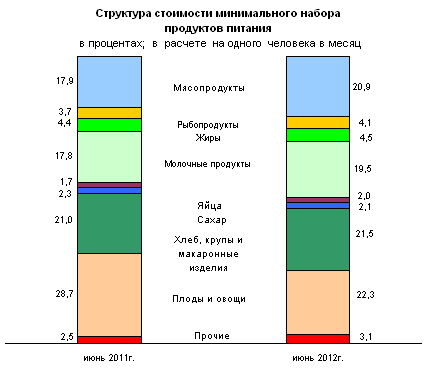 Структура стоимости минимального набора
продуктов питания
в процентах; в расчете на одного человека в месяц
17,9
Мясопродукты
20,9
3,7
Рыбопродукты
4,1
4,4
Жиры
4,5
17,8
Молочные продукты
19,5
1,7
Яйца
2,0
2,3
Сахар
2,1
21,0
Хлеб, крупы и
макаронные
изделия
21,5
28,7
Плоды и овощи
22,3
2,5
Прочие
3,1
июнь 2011г.
июнь 2012г.